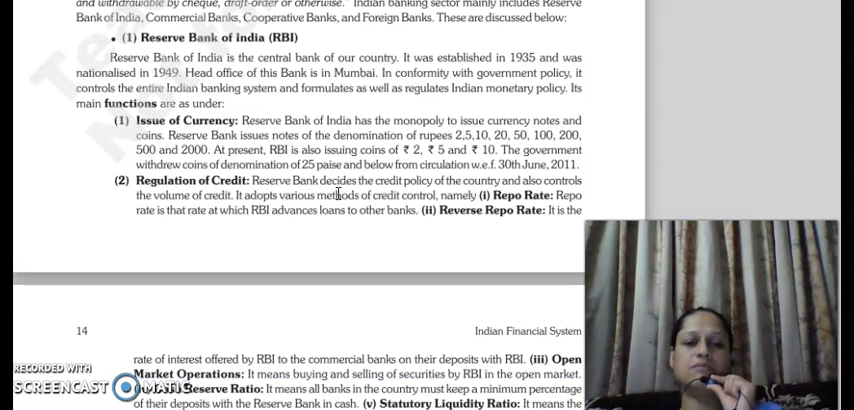 and withdrawable by cheque, draft-order or otherwise." Indian banking sector mainly includes Reserve
Bank of India, Commercial Banks, Cooperative Banks, and Foreign Banks. These are discussed below:
• (1) Reserve Bank of india (RBI)
Reserve Bank of India is the central bank of our country. It was established in 1935 and was
nationalised in 1949. Head office of this Bank is in Mumbai. In conformity with government policy, it
controls the entire Indian banking system and formulates as well as regulates Indian monetary policy. Its
main functions are as under:
(1) Issue of Currency: Reserve Bank of India has the monopoly to issue currency notes and
coins. Reserve Bank issues notes of the denomination of rupees 2,5,10, 20, 50, 100, 200,
500 and 2000. At present, RBI is also issuing coins of ₹ 2, ₹ 5 and ₹ 10. The government
withdrew coins of denomination of 25 paise and below from circulation w.e.f. 30th June, 2011.
(2) Regulation of Credit: Reserve Bank decides the credit policy of the country and also controls
the volume of credit. It adopts various methods of credit control, namely (i) Repo Rate: Repo
rate is that rate at which RBI advances loans to other banks. (ii) Reverse Repo Rate: It is the
14 Indian Financial System
rate of interest offered by RBI to the commercial banks on their deposits with RBI. (iii) Open
Market Operations: It means buying and selling of securities by RBI in the open market.
Reserve Ratio: It means all banks in the country must keep a minimum percentage
of their deposits with the Reserve Bank in cash. (v) Statutory Liquidity Ratio: It means the
RECORDED WITH
SCREENCAST MATIC